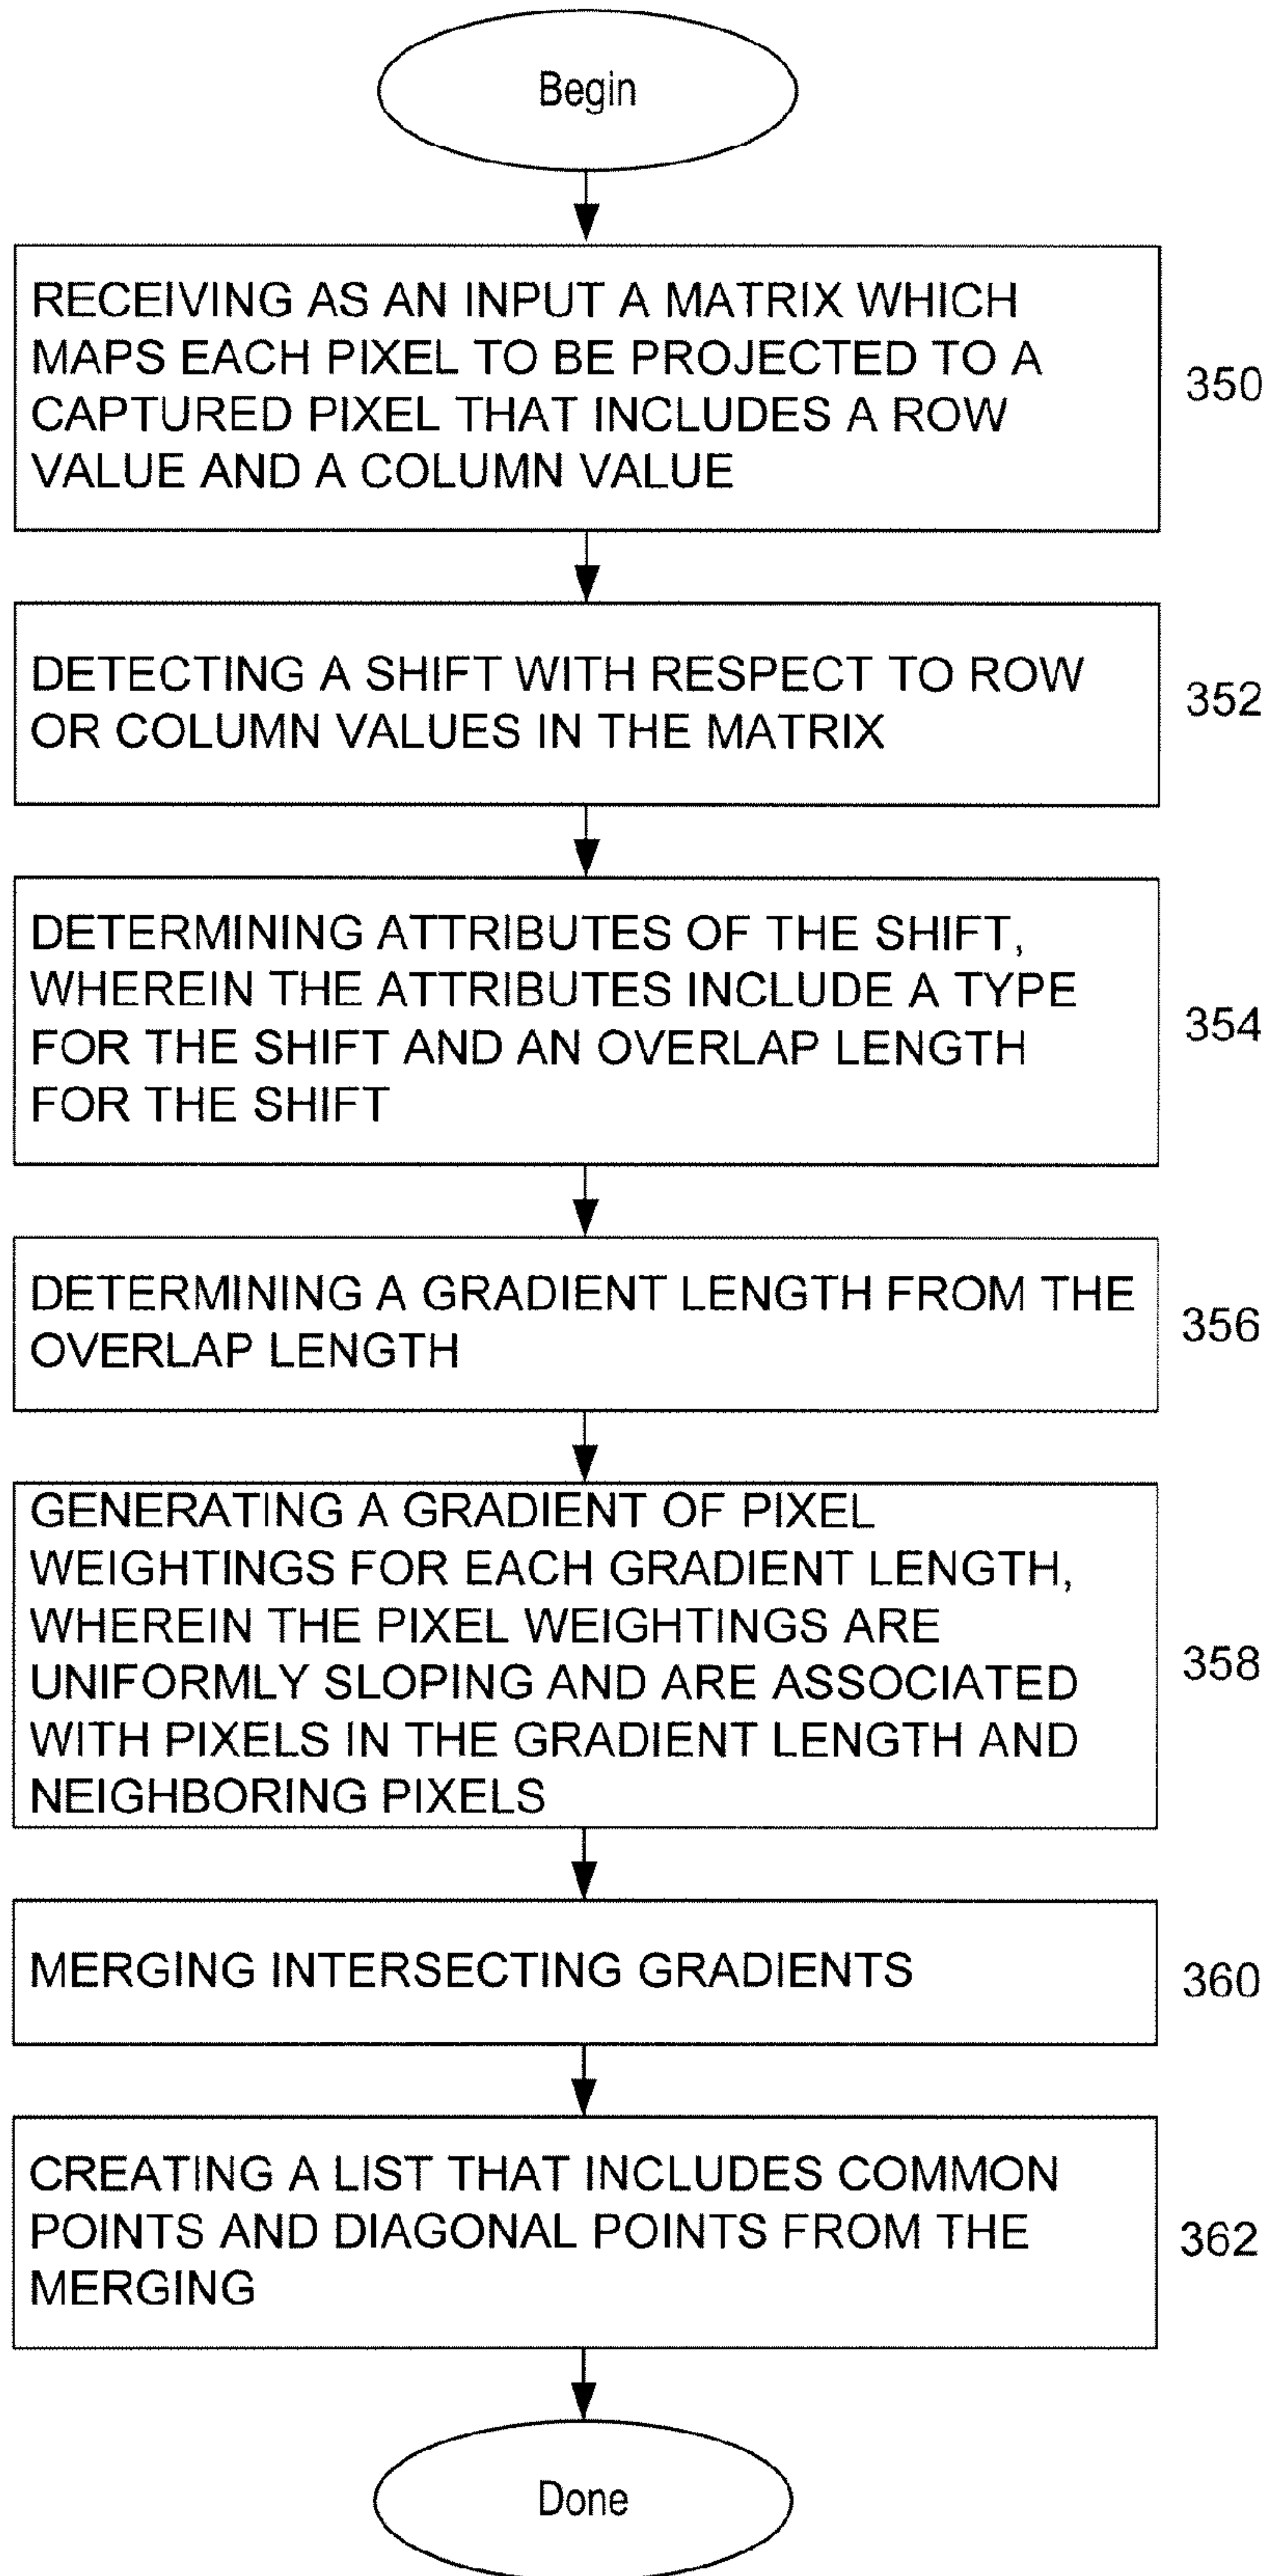 Begin
RECEIVING AS AN INPUT A MATRIX WHICH
MAPS EACH PIXEL TO BE PROJECTED TO A
CAPTURED PIXEL THAT INCLUDES A ROW
VALUE AND A COLUMN VALUE
350
DETECTING A SHIFT WITH RESPECT TO ROW
OR COLUMN VALUES IN THE MATRIX
352
DETERMINING ATTRIBUTES OF THE SHIFT,
WHEREIN THE ATTRIBUTES INCLUDE A TYPE
FOR THE SHIFT AND AN OVERLAP LENGTH
FOR THE SHIFT
354
DETERMINING A GRADIENT LENGTH FROM THE
OVERLAP LENGTH
356
GENERATING A GRADIENT OF PIXEL
WEIGHTINGS FOR EACH GRADIENT LENGTH,
WHEREIN THE PIXEL WEIGHTINGS ARE
UNIFORMLY SLOPING AND ARE ASSOCIATED
WITH PIXELS IN THE GRADIENT LENGTH AND
NEIGHBORING PIXELS
358
MERGING INTERSECTING GRADIENTS
360
CREATING A LIST THAT INCLUDES COMMON
POINTS AND DIAGONAL POINTS FROM THE
MERGING
362
Done